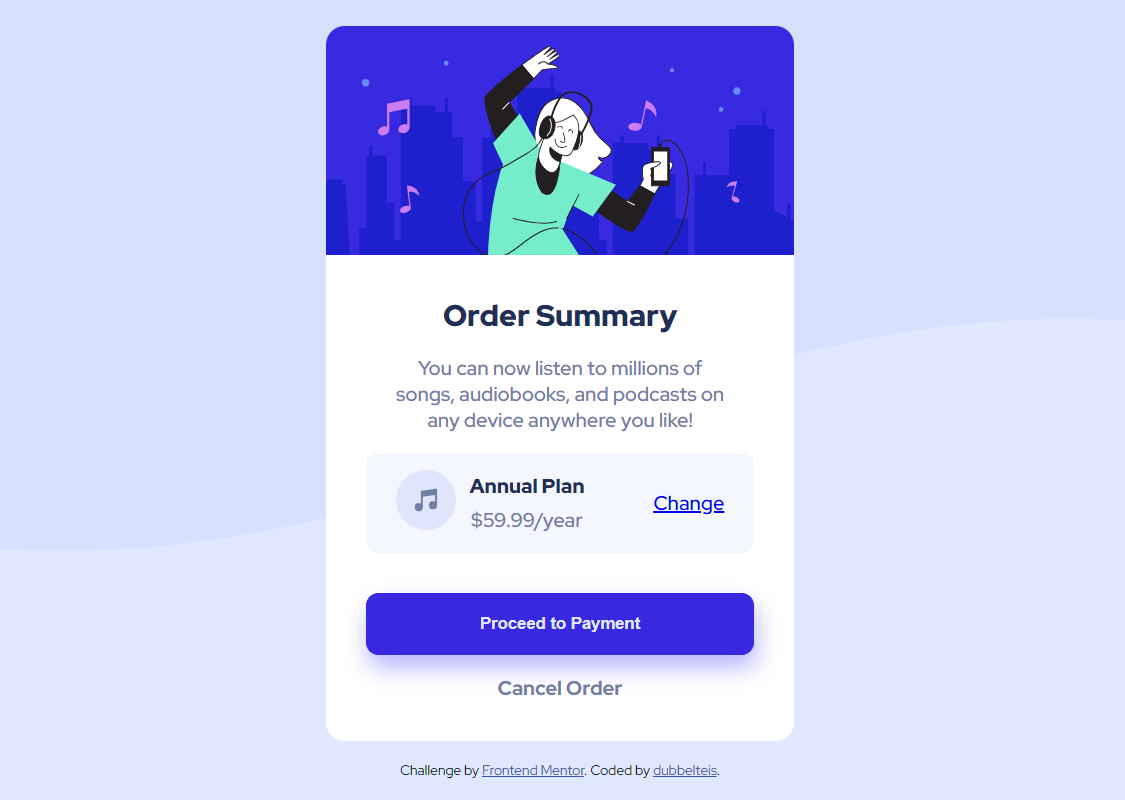 Order Summary
You can now listen to millions of
songs, audiobooks, and podcasts on
any device anywhere you like!
Annual Plan
$59.99/year
Change
Proceed to Payment
Cancel Order
Challenge by Frontend Mentor. Coded by dubbelteis.